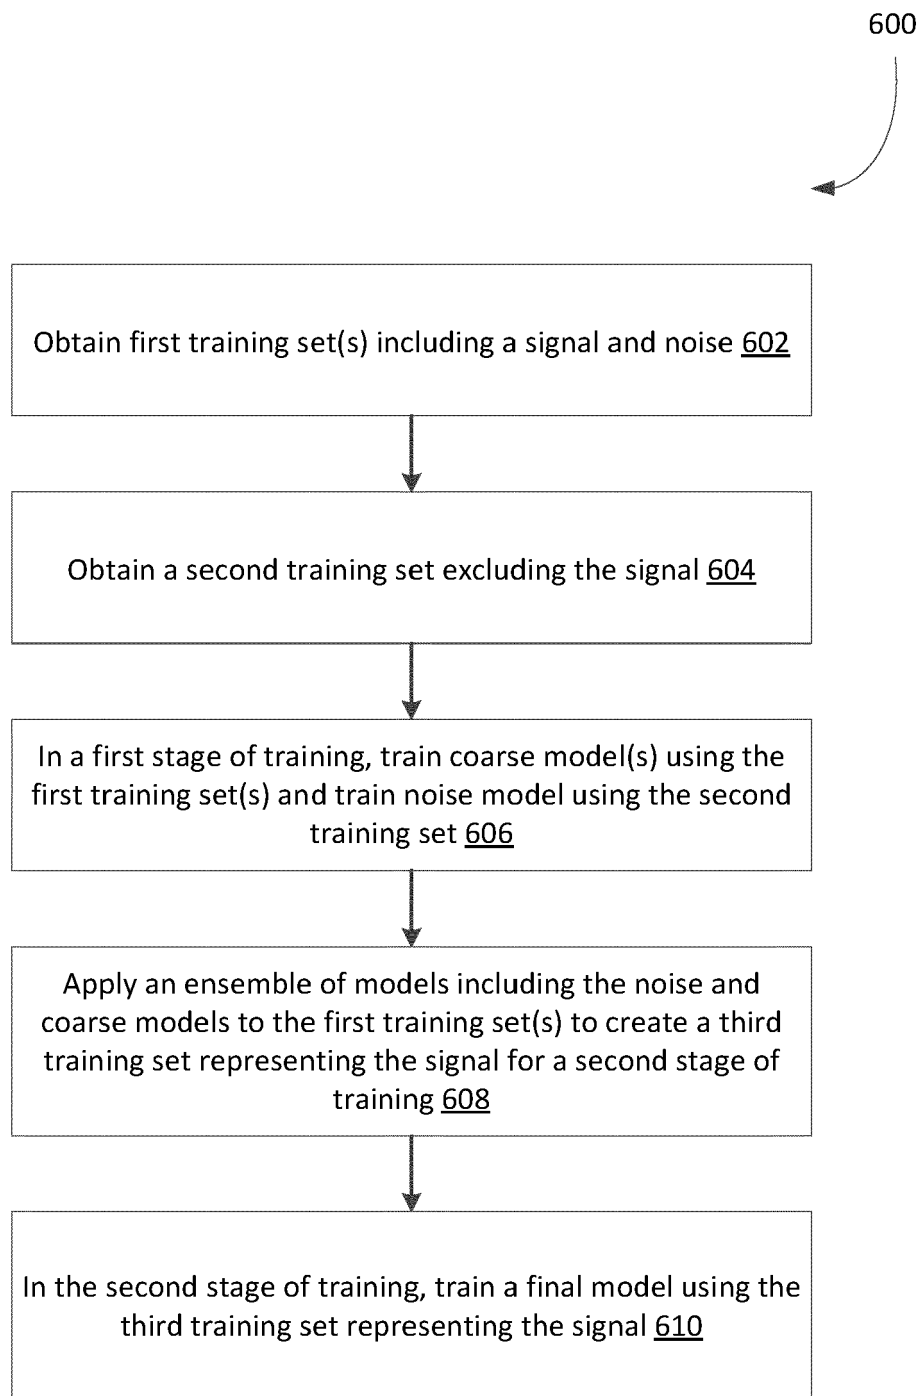 600
Obtain first training set(s) including a signal and noise 602
Obtain a second training set excluding the signal 604
In a first stage of training, train coarse model(s) using the
first training set(s) and train noise model using the second
training set 606
Apply an ensemble of models including the noise and
coarse models to the first training set(s) to create a third
training set representing the signal for a second stage of
training 608
In the second stage of training, train a final model using the
third training set representing the signal 610